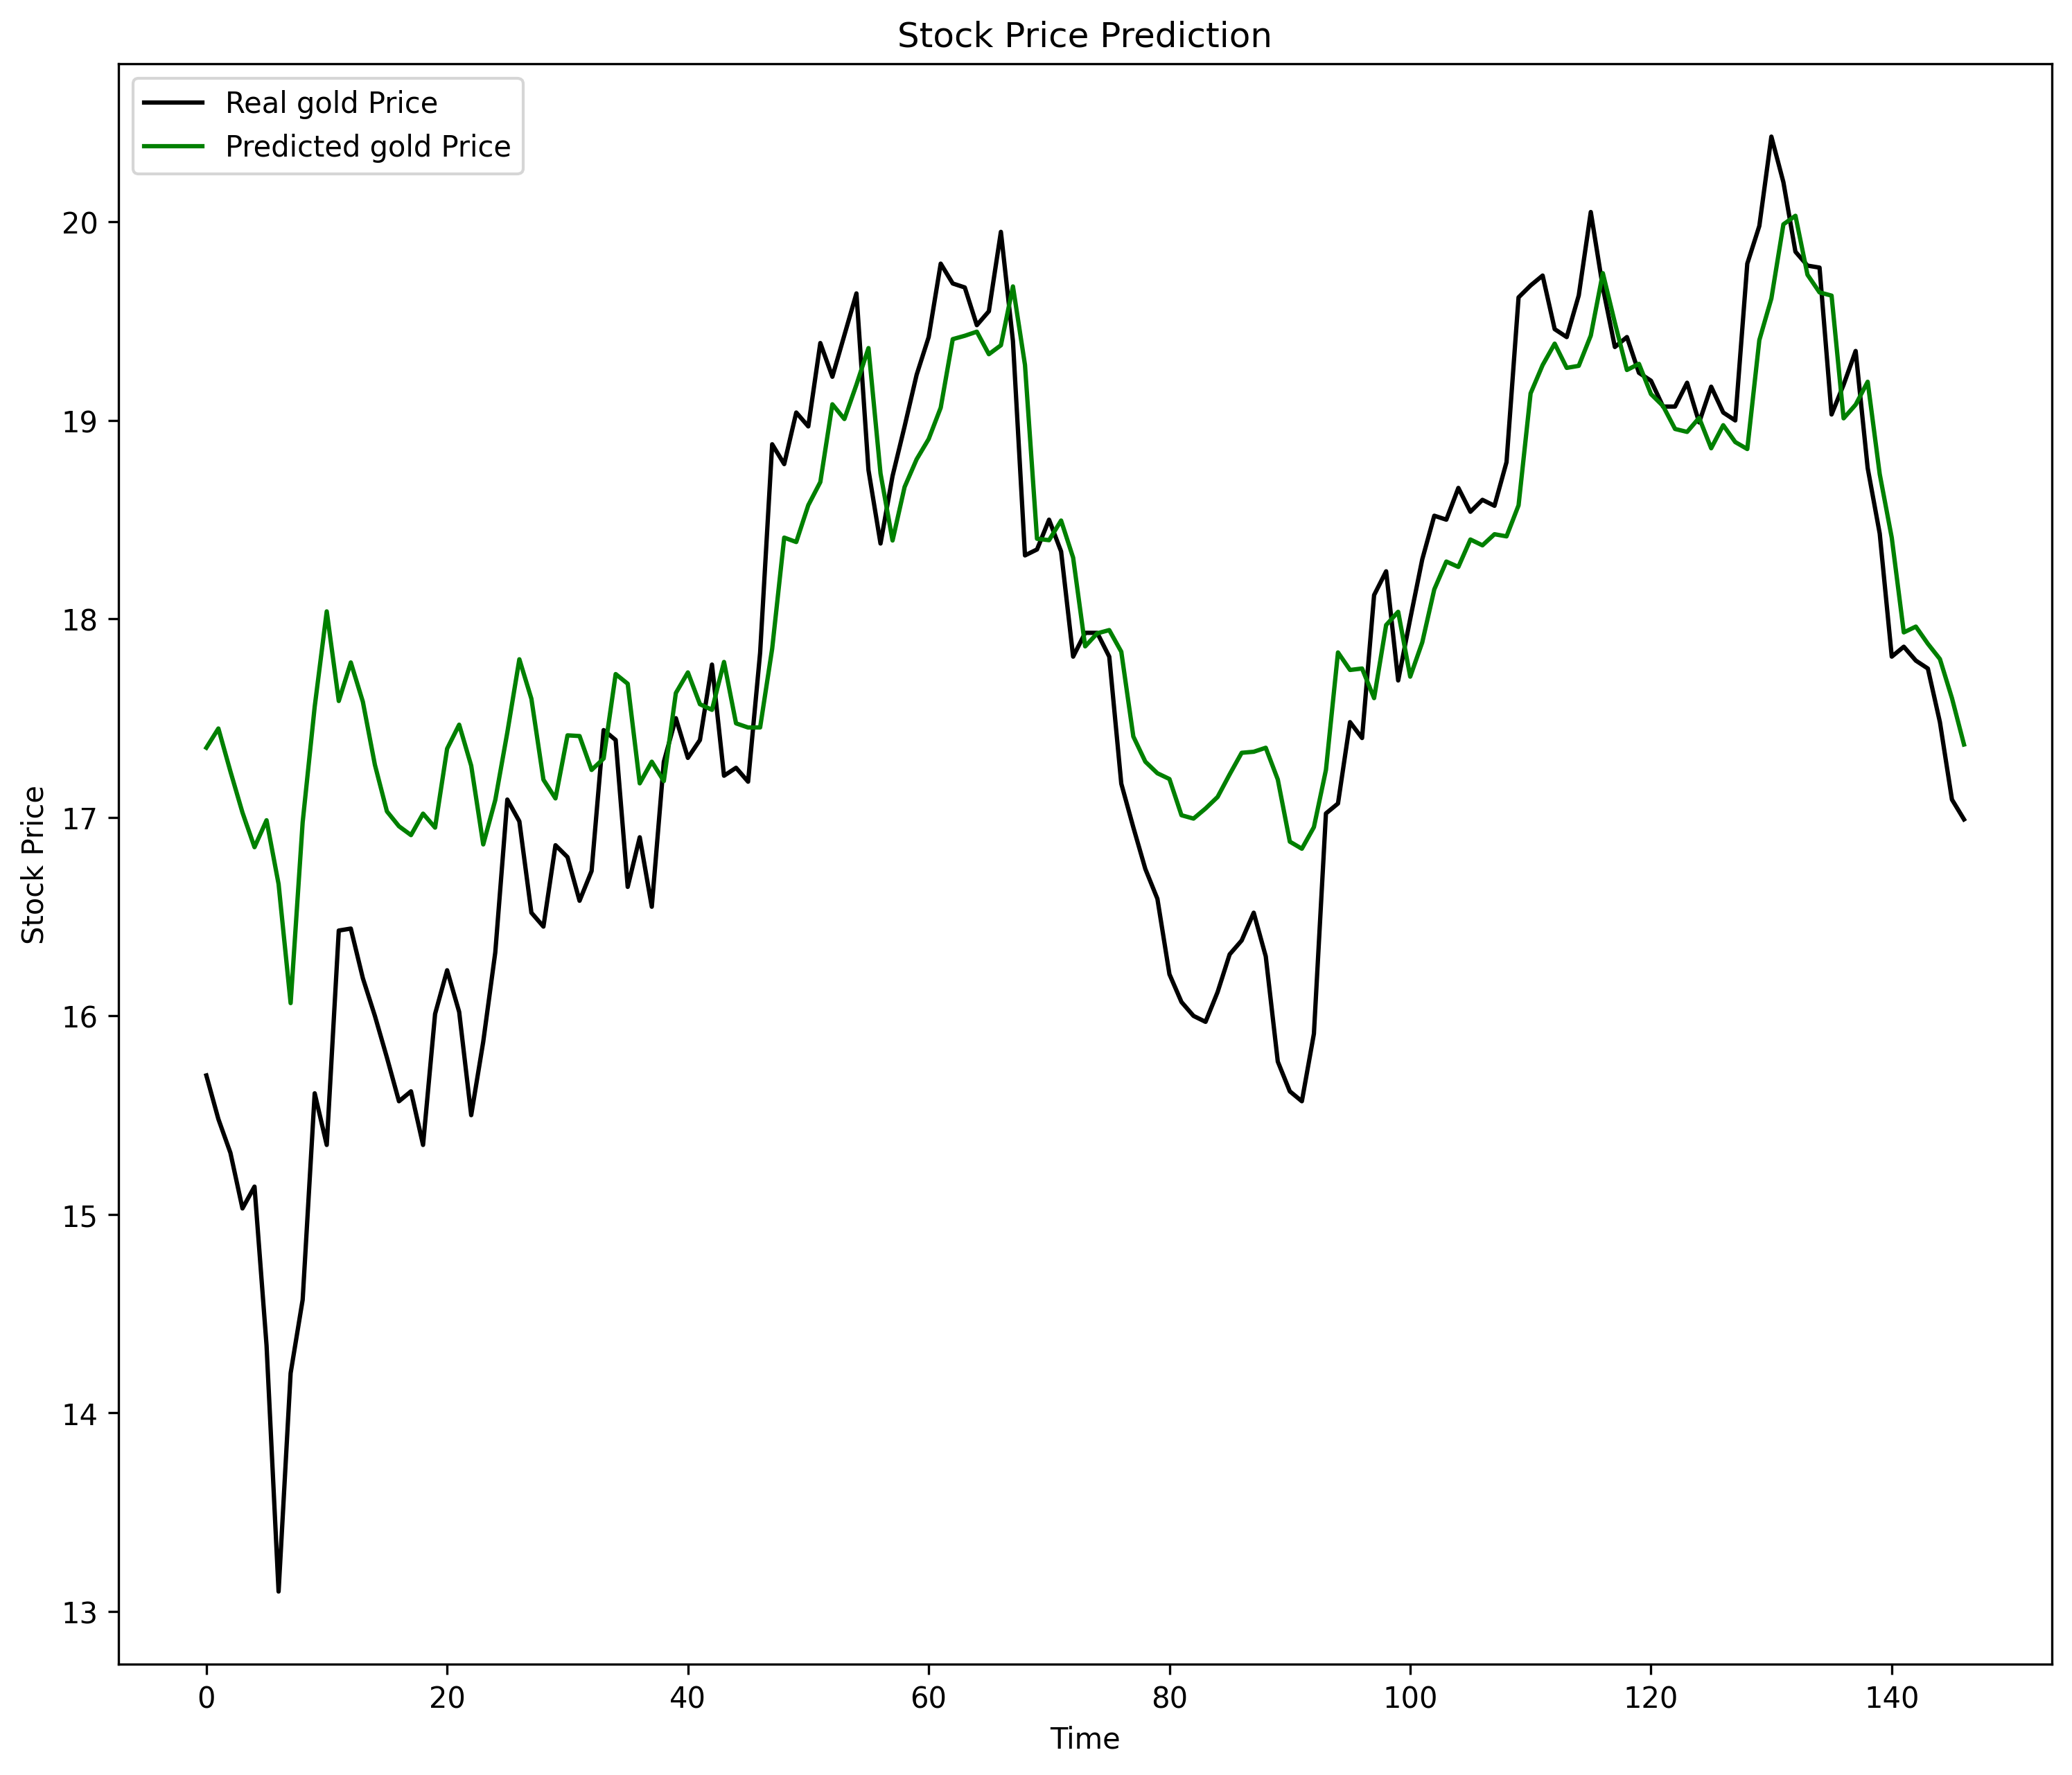 Stock Price Prediction
Real gold Price
Predicted gold Price
Stock Price
20
19
18
17
16
15
14
13
0 20 40 60 80 100 120 140
Time